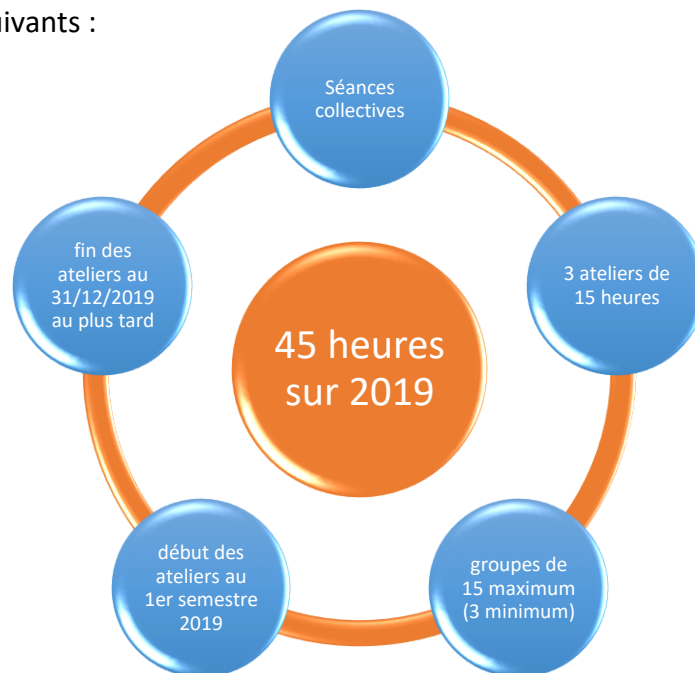 uivants :
Séances
collectives
3 ateliers de
15 heures
groupes de
15 maximum
(3 minimum)
début des
ateliers au
1er semestre
2019
fin des
ateliers au
31/12/2019
au plus tard
45 heures
sur 2019